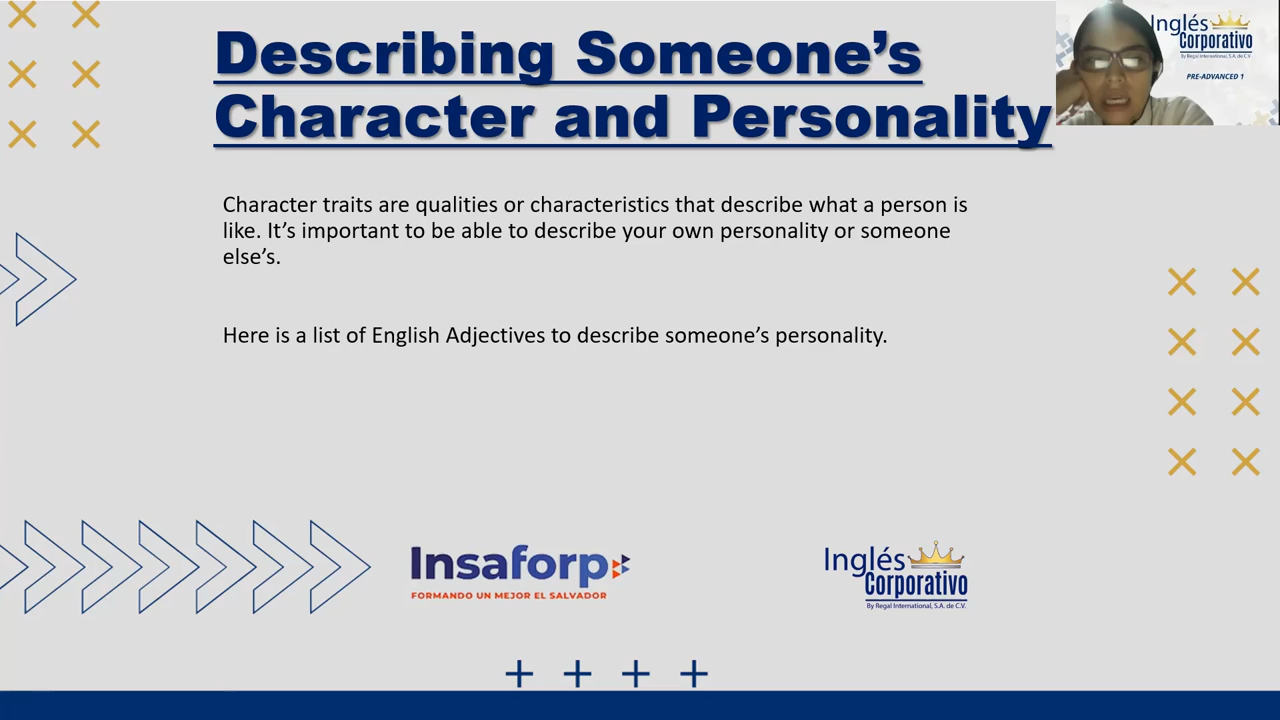 Describing Someone's
Character and Personality
Inglés
Corporativo
By Regal International, S.A. de C.V.
PRE-ADVANCED 1
Character traits are qualities or characteristics that describe what a person is
like. It's important to be able to describe your own personality or someone
else's.
Here is a list of English Adjectives to describe someone's personality.
Insaforp
FORMANDO UN MEJOR EL SALVADOR
Inglés
Corporativo
By Regal International, S.A. de C.V.